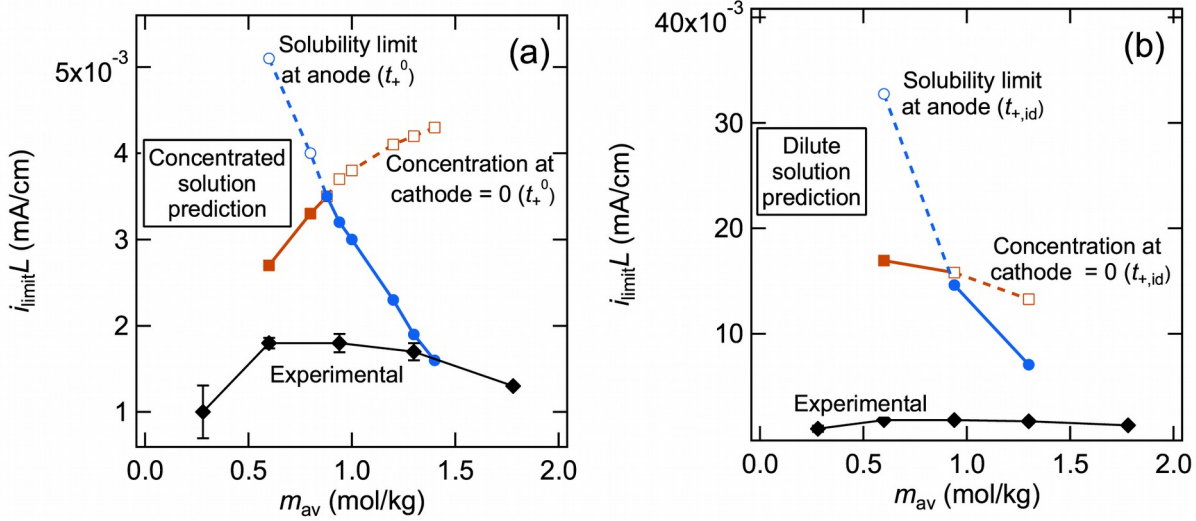 (a)
Solubility limit
at anode (t₊⁰)
5x10⁻³
4
3
2
1
Concentrated
solution
prediction
Concentration at
cathode = 0 (t₊⁰)
Experimental
i_limit L (mA/cm)
0.0 0.5 1.0 1.5 2.0
m_av (mol/kg)
(b)
40x10⁻³
30
20
10
Solubility limit
at anode (t₊,id)
Dilute
solution
prediction
Concentration at
cathode = 0 (t₊,id)
Experimental
i_limit L (mA/cm)
0.0 0.5 1.0 1.5 2.0
m_av (mol/kg)